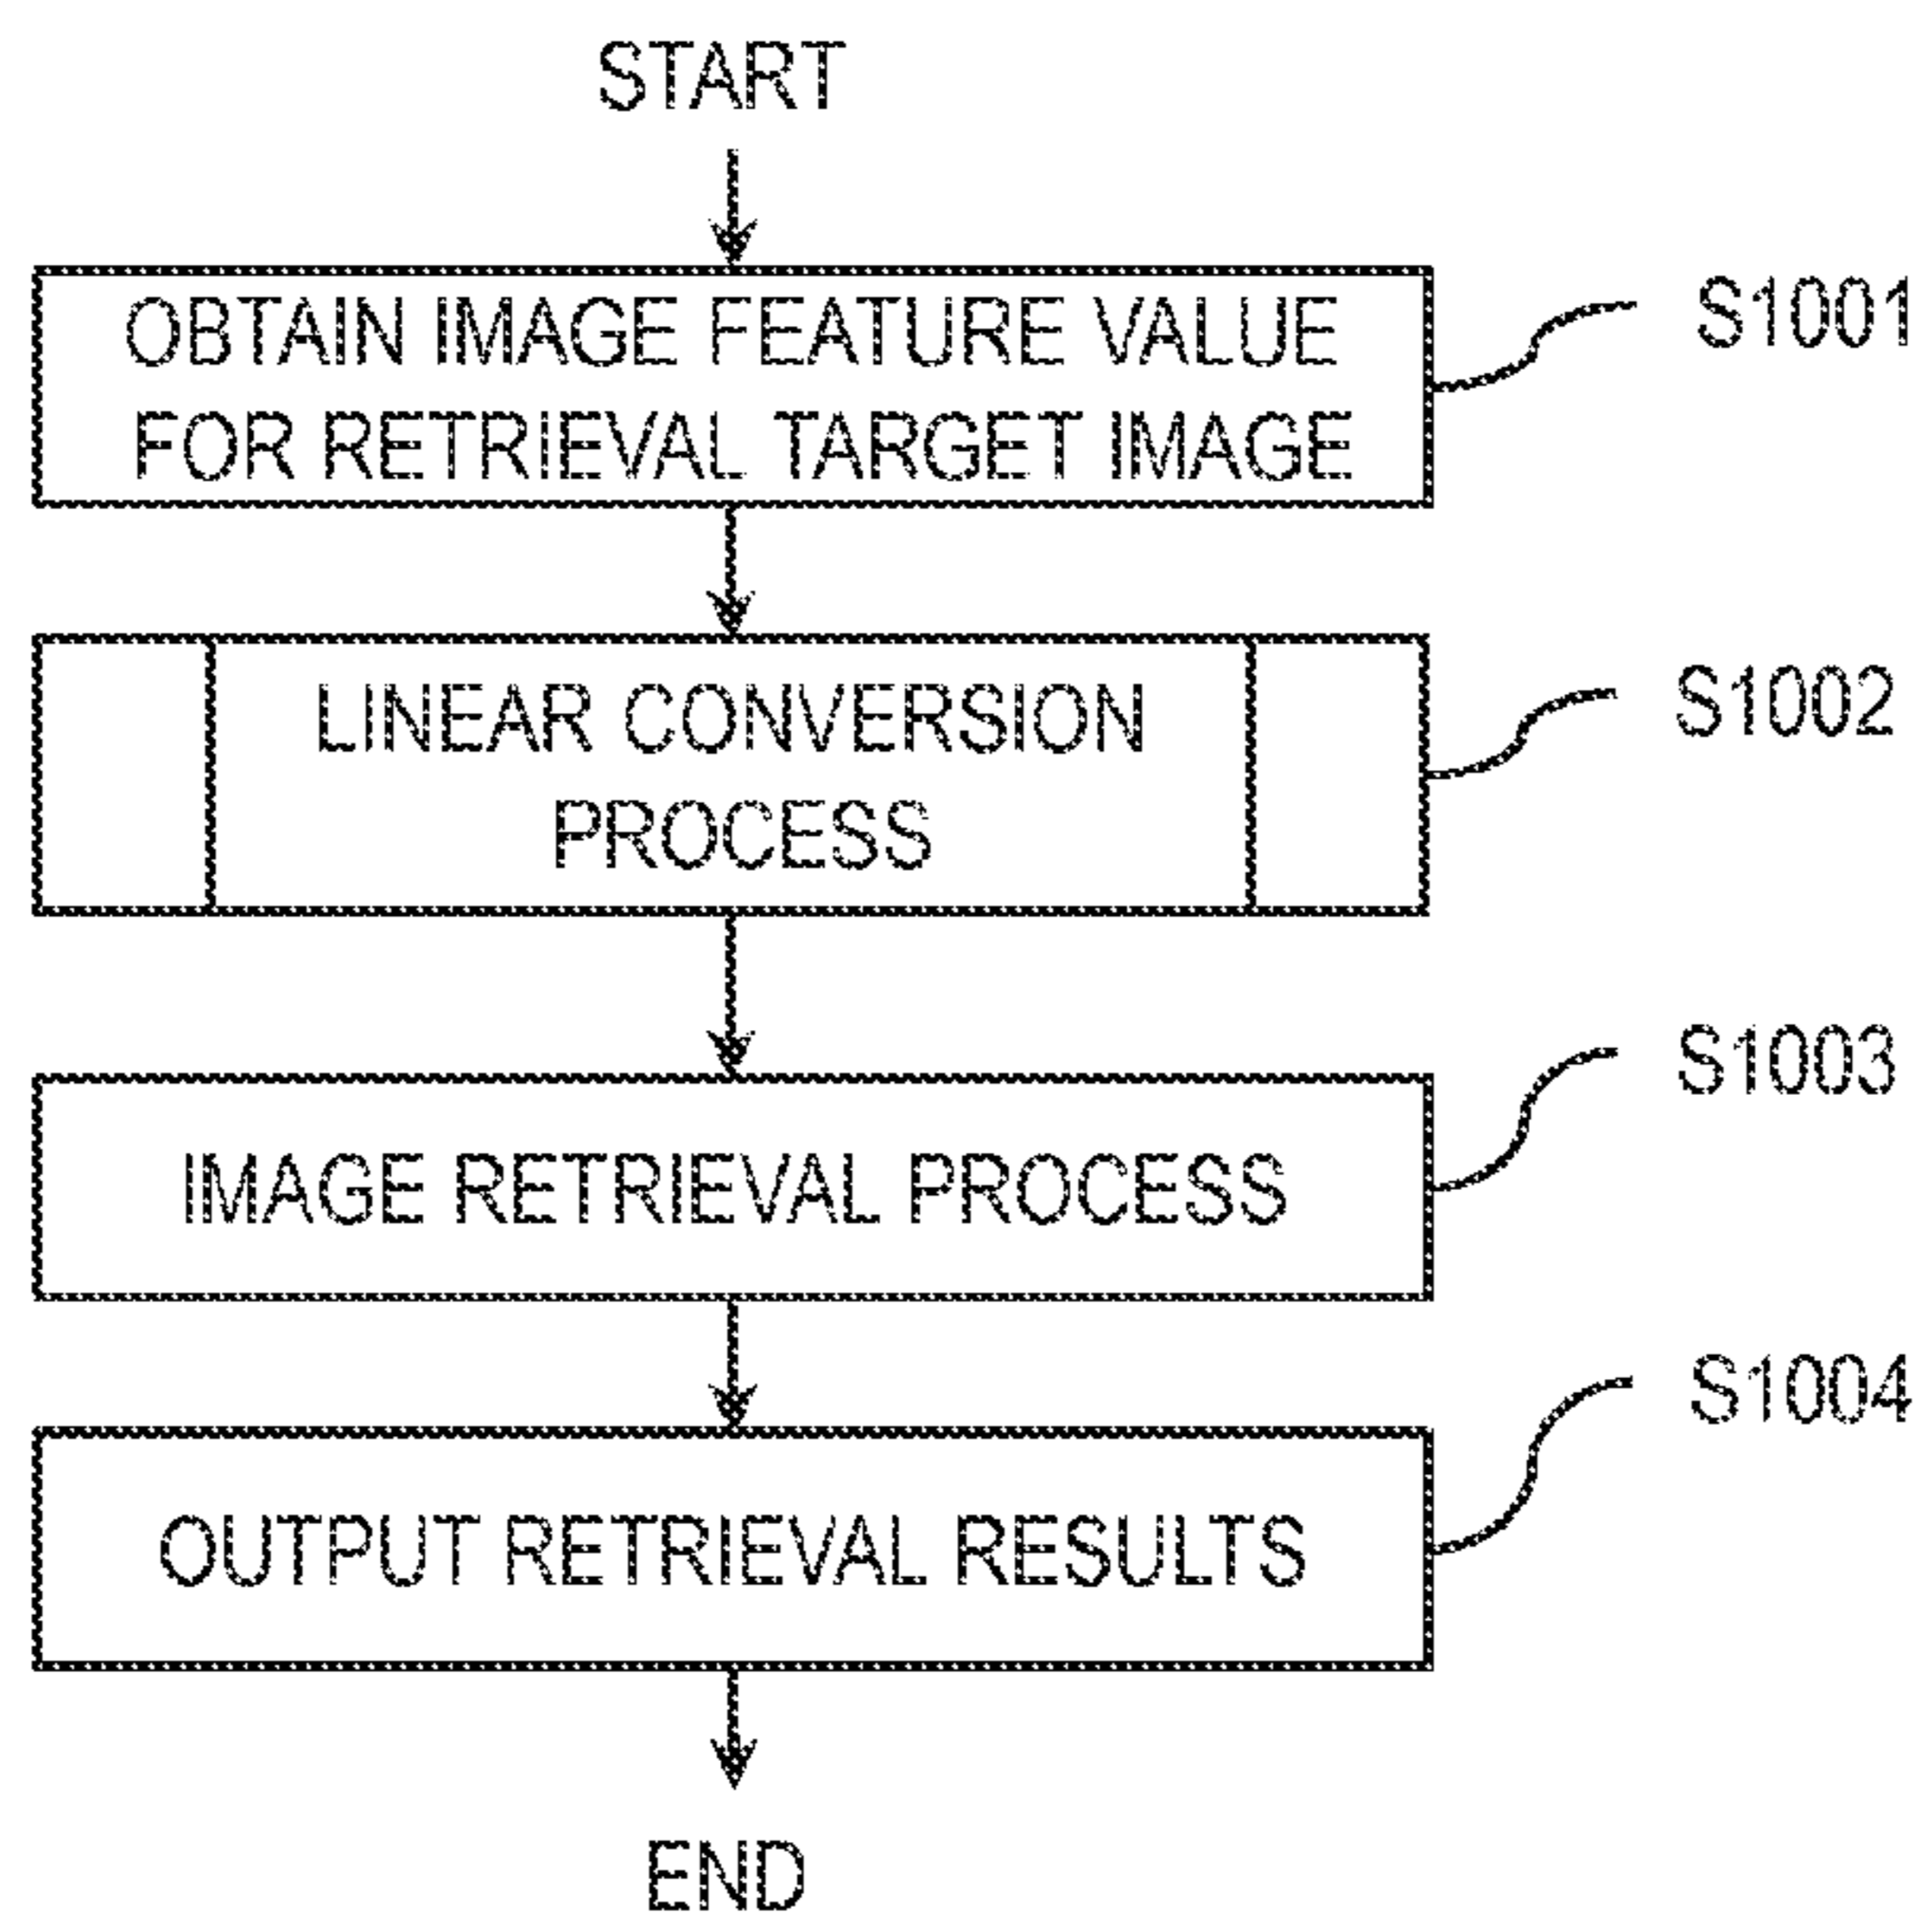 START
OBTAIN IMAGE FEATURE VALUE
FOR RETRIEVAL TARGET IMAGE
S1001
LINEAR CONVERSION
PROCESS
S1002
IMAGE RETRIEVAL PROCESS
S1003
OUTPUT RETRIEVAL RESULTS
S1004
END